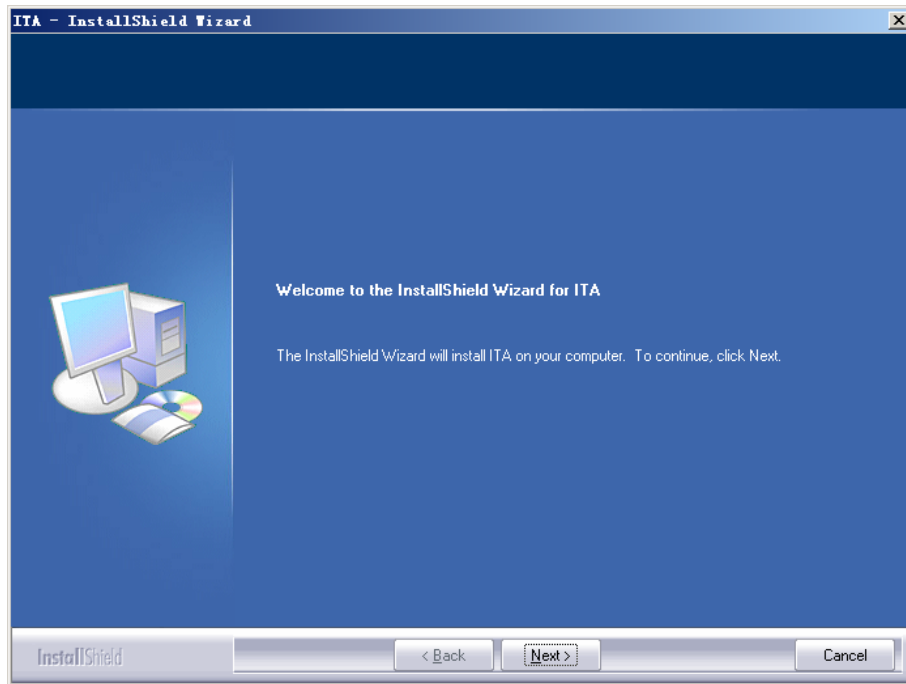 ITA - InstallShield Wizard
Welcome to the InstallShield Wizard for ITA
The InstallShield Wizard will install ITA on your computer. To continue, click Next.
InstallShield
< Back
Next >
Cancel